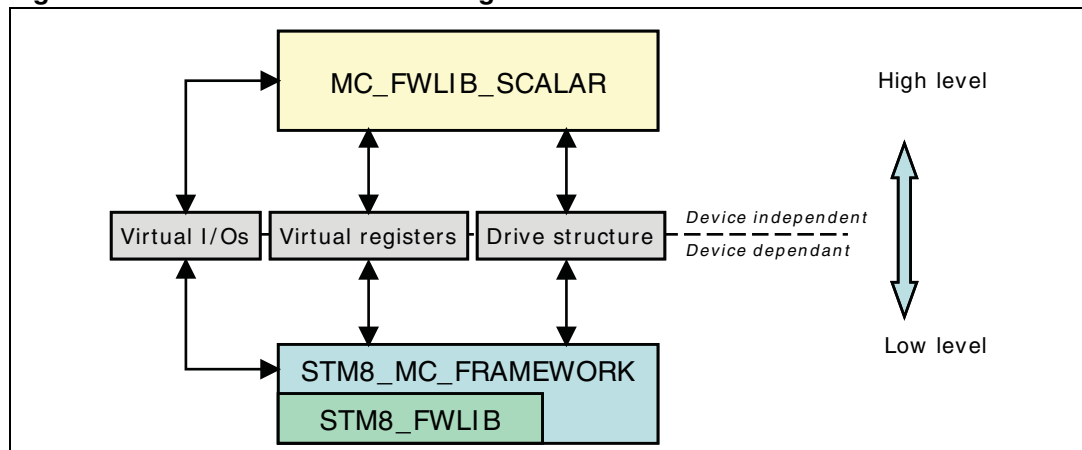 MC_FWLIB_SCALAR
High level
Virtual I/Os
Virtual registers
Drive structure
Device independent
Device dependant
Low level
STM8_MC_FRAMEWORK
STM8_FWLIB